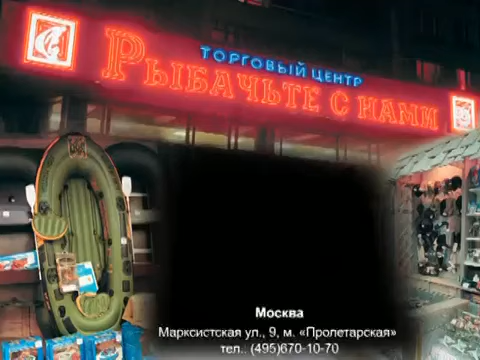 ТОРГОВЫЙ ЦЕНТР
РЫБАЧЬТЕ С НАМИ
Москва
Марксистская ул., 9, м. «Пролетарская»
тел.. (495)670-10-70